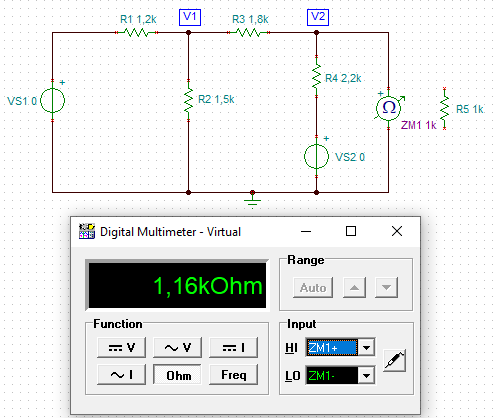 V1 V2
R1 1,2k R3 1,8k
R4 2,2k
VS1 0 + R2 1,5k + R5 1k
ZM1 1k
+ VS2 0
Digital Multimeter - Virtual
1,16kOhm
Range
Auto
Function
V V I
I Ohm Freq
Input
HI ZM1+
LO ZM1-